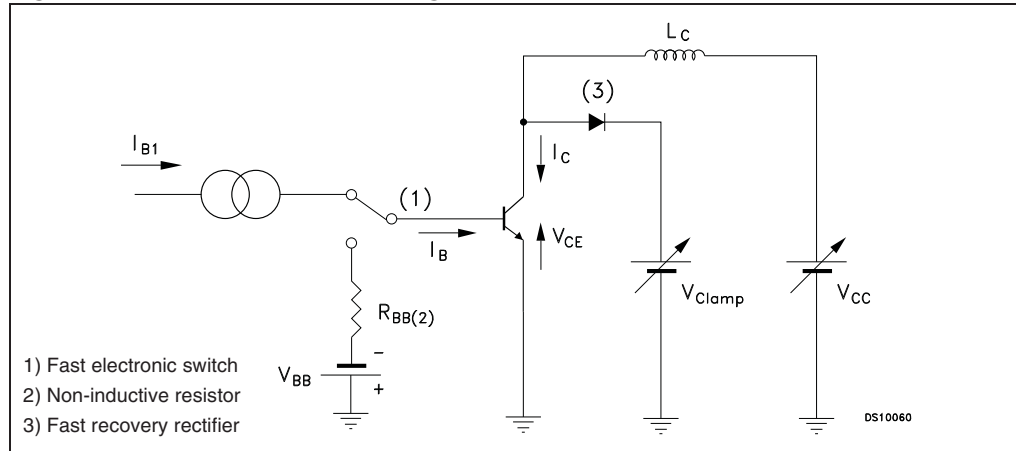 L_C
(3)
I_B1
I_C
(1)
I_B
V_CE
V_Clamp
V_CC
R_BB(2)
1) Fast electronic switch
–
V_BB
2) Non-inductive resistor
+
3) Fast recovery rectifier
DS10060